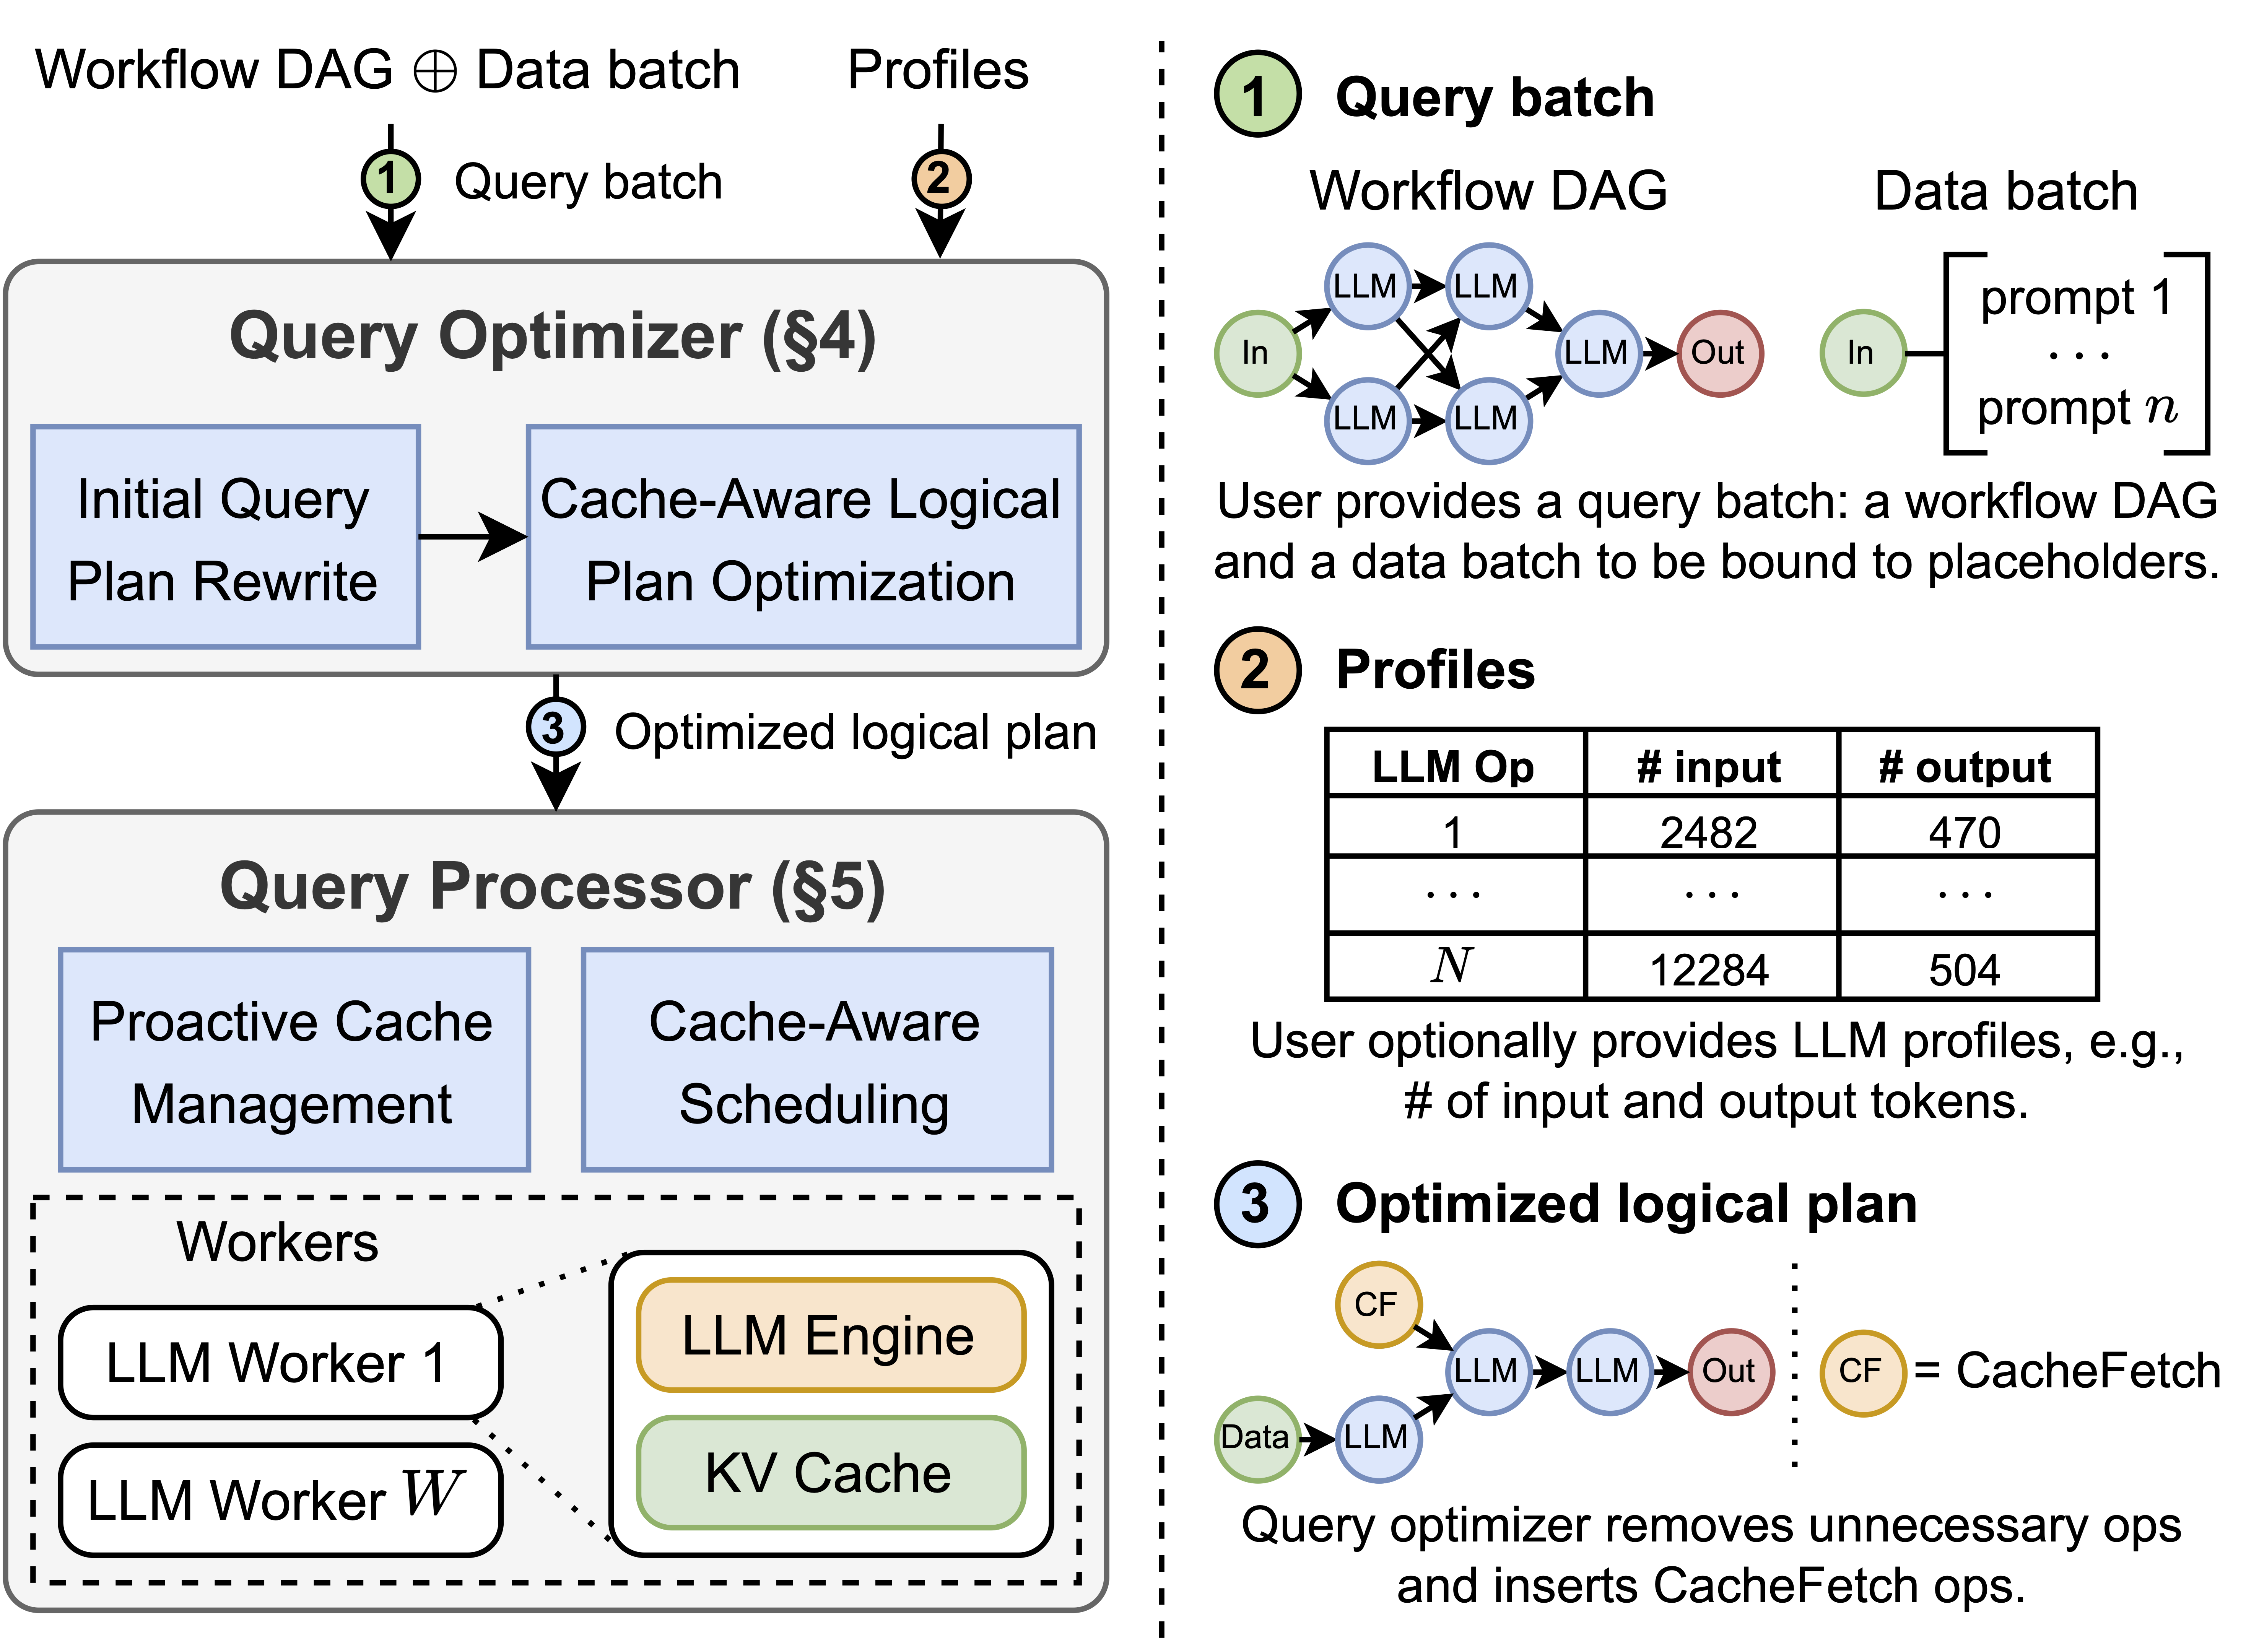 Workflow DAG ⊕ Data batch
Profiles
1
Query batch
2
Query Optimizer (§4)
Initial Query
Plan Rewrite
Cache-Aware Logical
Plan Optimization
3
Optimized logical plan
Query Processor (§5)
Proactive Cache
Management
Cache-Aware
Scheduling
Workers
LLM Worker 1
LLM Worker W
LLM Engine
KV Cache
1 Query batch
Workflow DAG
Data batch
In
LLM
LLM
LLM
LLM
LLM
Out
In
prompt 1
...
prompt n
User provides a query batch: a workflow DAG
and a data batch to be bound to placeholders.
2 Profiles
LLM Op # input # output
1 2482 470
... ... ...
N 12284 504
User optionally provides LLM profiles, e.g.,
# of input and output tokens.
3 Optimized logical plan
CF
Data
LLM
LLM
LLM
Out
CF = CacheFetch
Query optimizer removes unnecessary ops
and inserts CacheFetch ops.